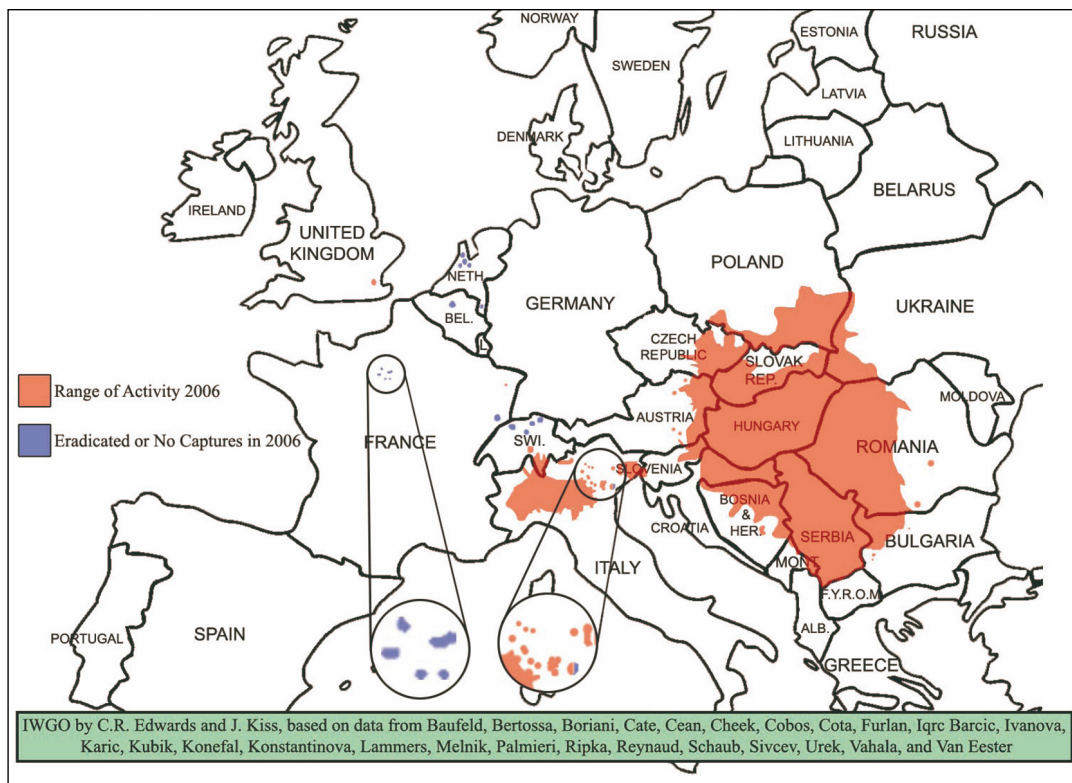 NORWAY
SWEDEN
ESTONIA
RUSSIA
LATVIA
DENMARK
LITHUANIA
BELARUS
IRELAND
UNITED
KINGDOM
NETH.
POLAND
GERMANY
UKRAINE
BEL.
L.
CZECH
REPUBLIC
SLOVAK
REP.
Range of Activity 2006
MOLDOVA
AUSTRIA
HUNGARY
Eradicated or No Captures in 2006
FRANCE
SWI.
ROMANIA
SLOVENIA
BOSNIA
&
HER.
CROATIA
SERBIA
BULGARIA
ITALY
MONT.
F.Y.R.O.M.
PORTUGAL
SPAIN
ALB.
GREECE
IWGO by C.R. Edwards and J. Kiss, based on data from Baufeld, Bertossa, Boriani, Cate, Cean, Cheek, Cobos, Cota, Furlan, Iqrc Barcic, Ivanova,
Karic, Kubik, Konefal, Konstantinova, Lammers, Melnik, Palmieri, Ripka, Reynaud, Schaub, Sivcev, Urek, Vahala, and Van Eester